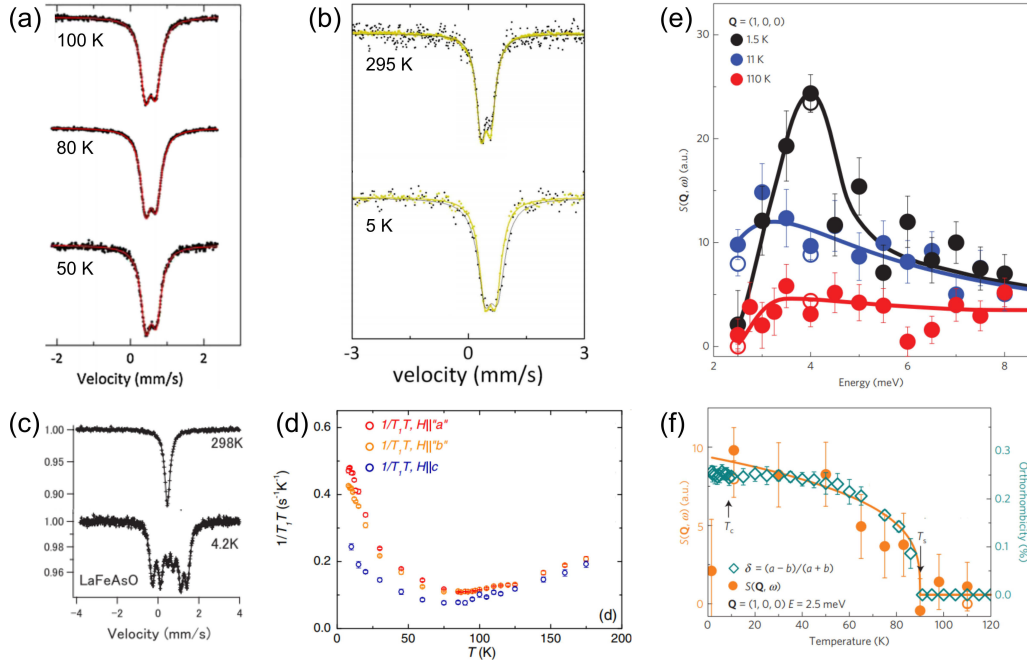 (a)
100 K
80 K
50 K
-2
0
2
Velocity (mm/s)
(b)
295 K
5 K
-3
0
3
velocity (mm/s)
(c)
1.00
0.95
0.90
298K
1.00
0.98
0.96
4.2K
LaFeAsO
-4
-2
0
2
4
Velocity (mm/s)
(d)
1/T₁T, H||"a"
1/T₁T, H||"b"
1/T₁T, H||c
1/T₁T (s⁻¹K⁻¹)
0.6
0.4
0.2
0.0
0
25
50
75
100
125
150
175
200
T (K)
(d)
(e)
Q = (1, 0, 0)
1.5 K
11 K
110 K
S(Q, ω) (a.u.)
30
20
10
0
2
4
6
8
Energy (meV)
(f)
S(Q, ω) (a.u.)
10
5
0
Tc
Ts
δ = (a − b)/(a + b)
S(Q, ω)
Q = (1, 0, 0) E = 2.5 meV
0.3
0.2
0.1
0.0
Orthorhombicity (%)
0
20
40
60
80
100
120
Temperature (K)